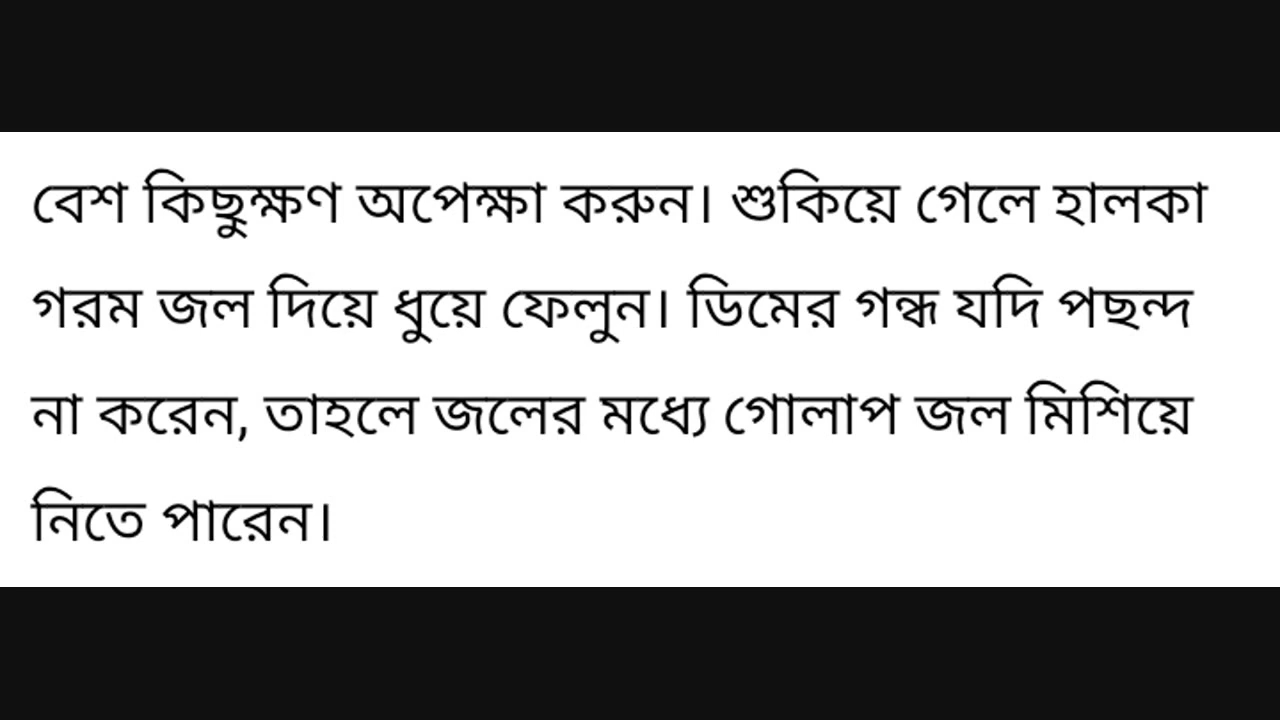 বেশ কিছুক্ষণ অপেক্ষা করুন। শুকিয়ে গেলে হালকা
গরম জল দিয়ে ধুয়ে ফেলুন। ডিমের গন্ধ যদি পছন্দ
না করেন, তাহলে জলের মধ্যে গোলাপ জল মিশিয়ে
নিতে পারেন।